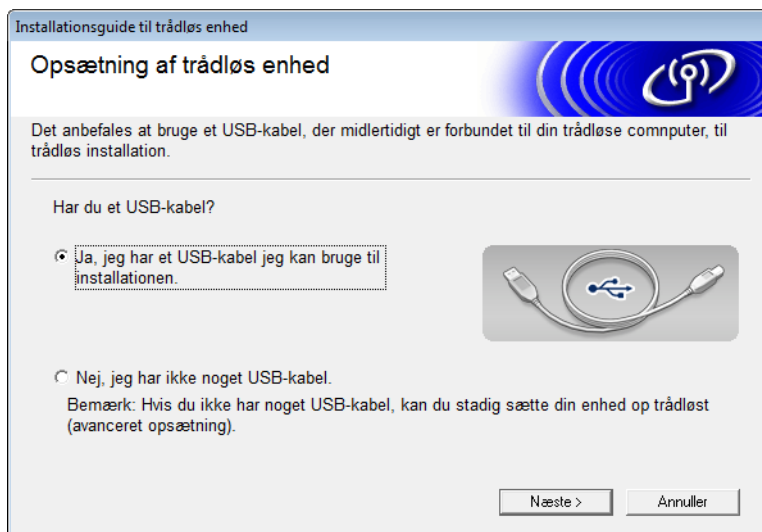 Installationsguide til trådløs enhed
Opsætning af trådløs enhed
Det anbefales at bruge et USB-kabel, der midlertidigt er forbundet til din trådløse comnputer, til
trådløs installation.
Har du et USB-kabel?
Ja, jeg har et USB-kabel jeg kan bruge til
installationen.
Nej, jeg har ikke noget USB-kabel.
Bemærk: Hvis du ikke har noget USB-kabel, kan du stadig sætte din enhed op trådløst
(avanceret opsætning).
Næste >
Annuller